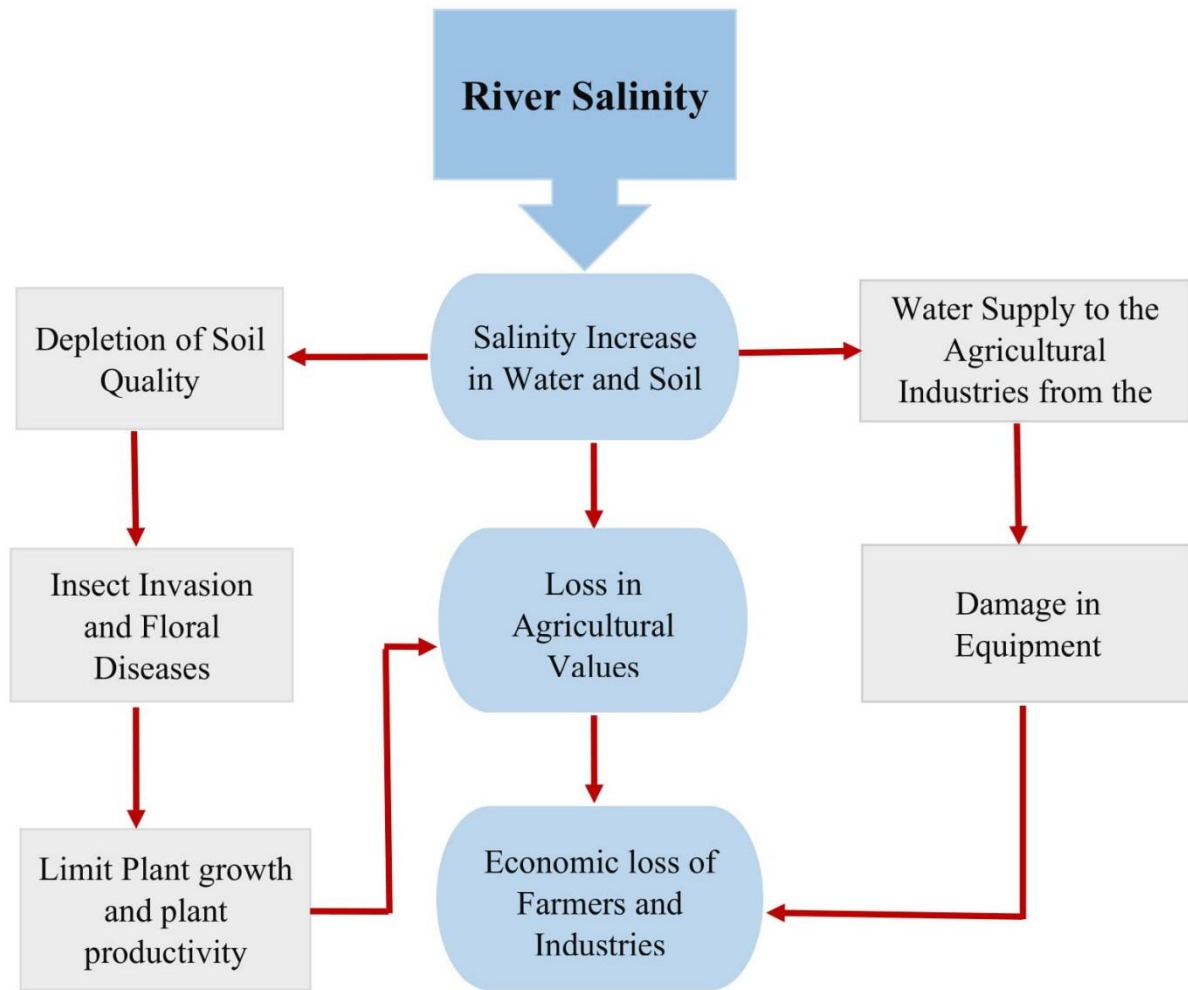 River Salinity
Depletion of Soil
Quality
Salinity Increase
in Water and Soil
Water Supply to the
Agricultural
Industries from the
Insect Invasion
and Floral
Diseases
Loss in
Agricultural
Values
Damage in
Equipment
Limit Plant growth
and plant
productivity
Economic loss of
Farmers and
Industries